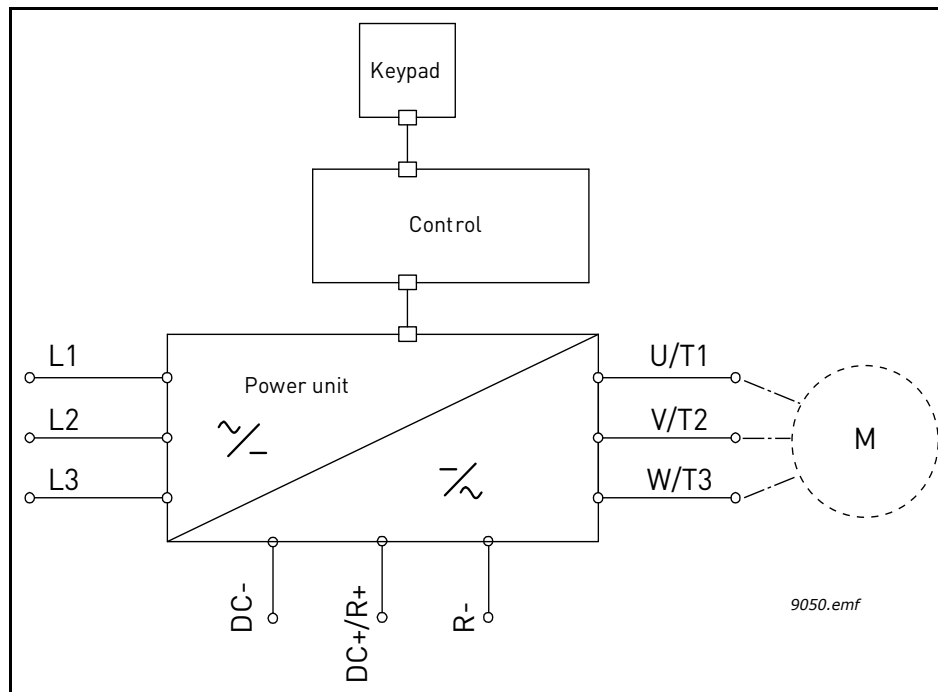 Keypad
Control
L1
L2
L3
Power unit
~/–
–/~
U/T1
V/T2
W/T3
M
DC-
DC+/R+
R-
9050.emf